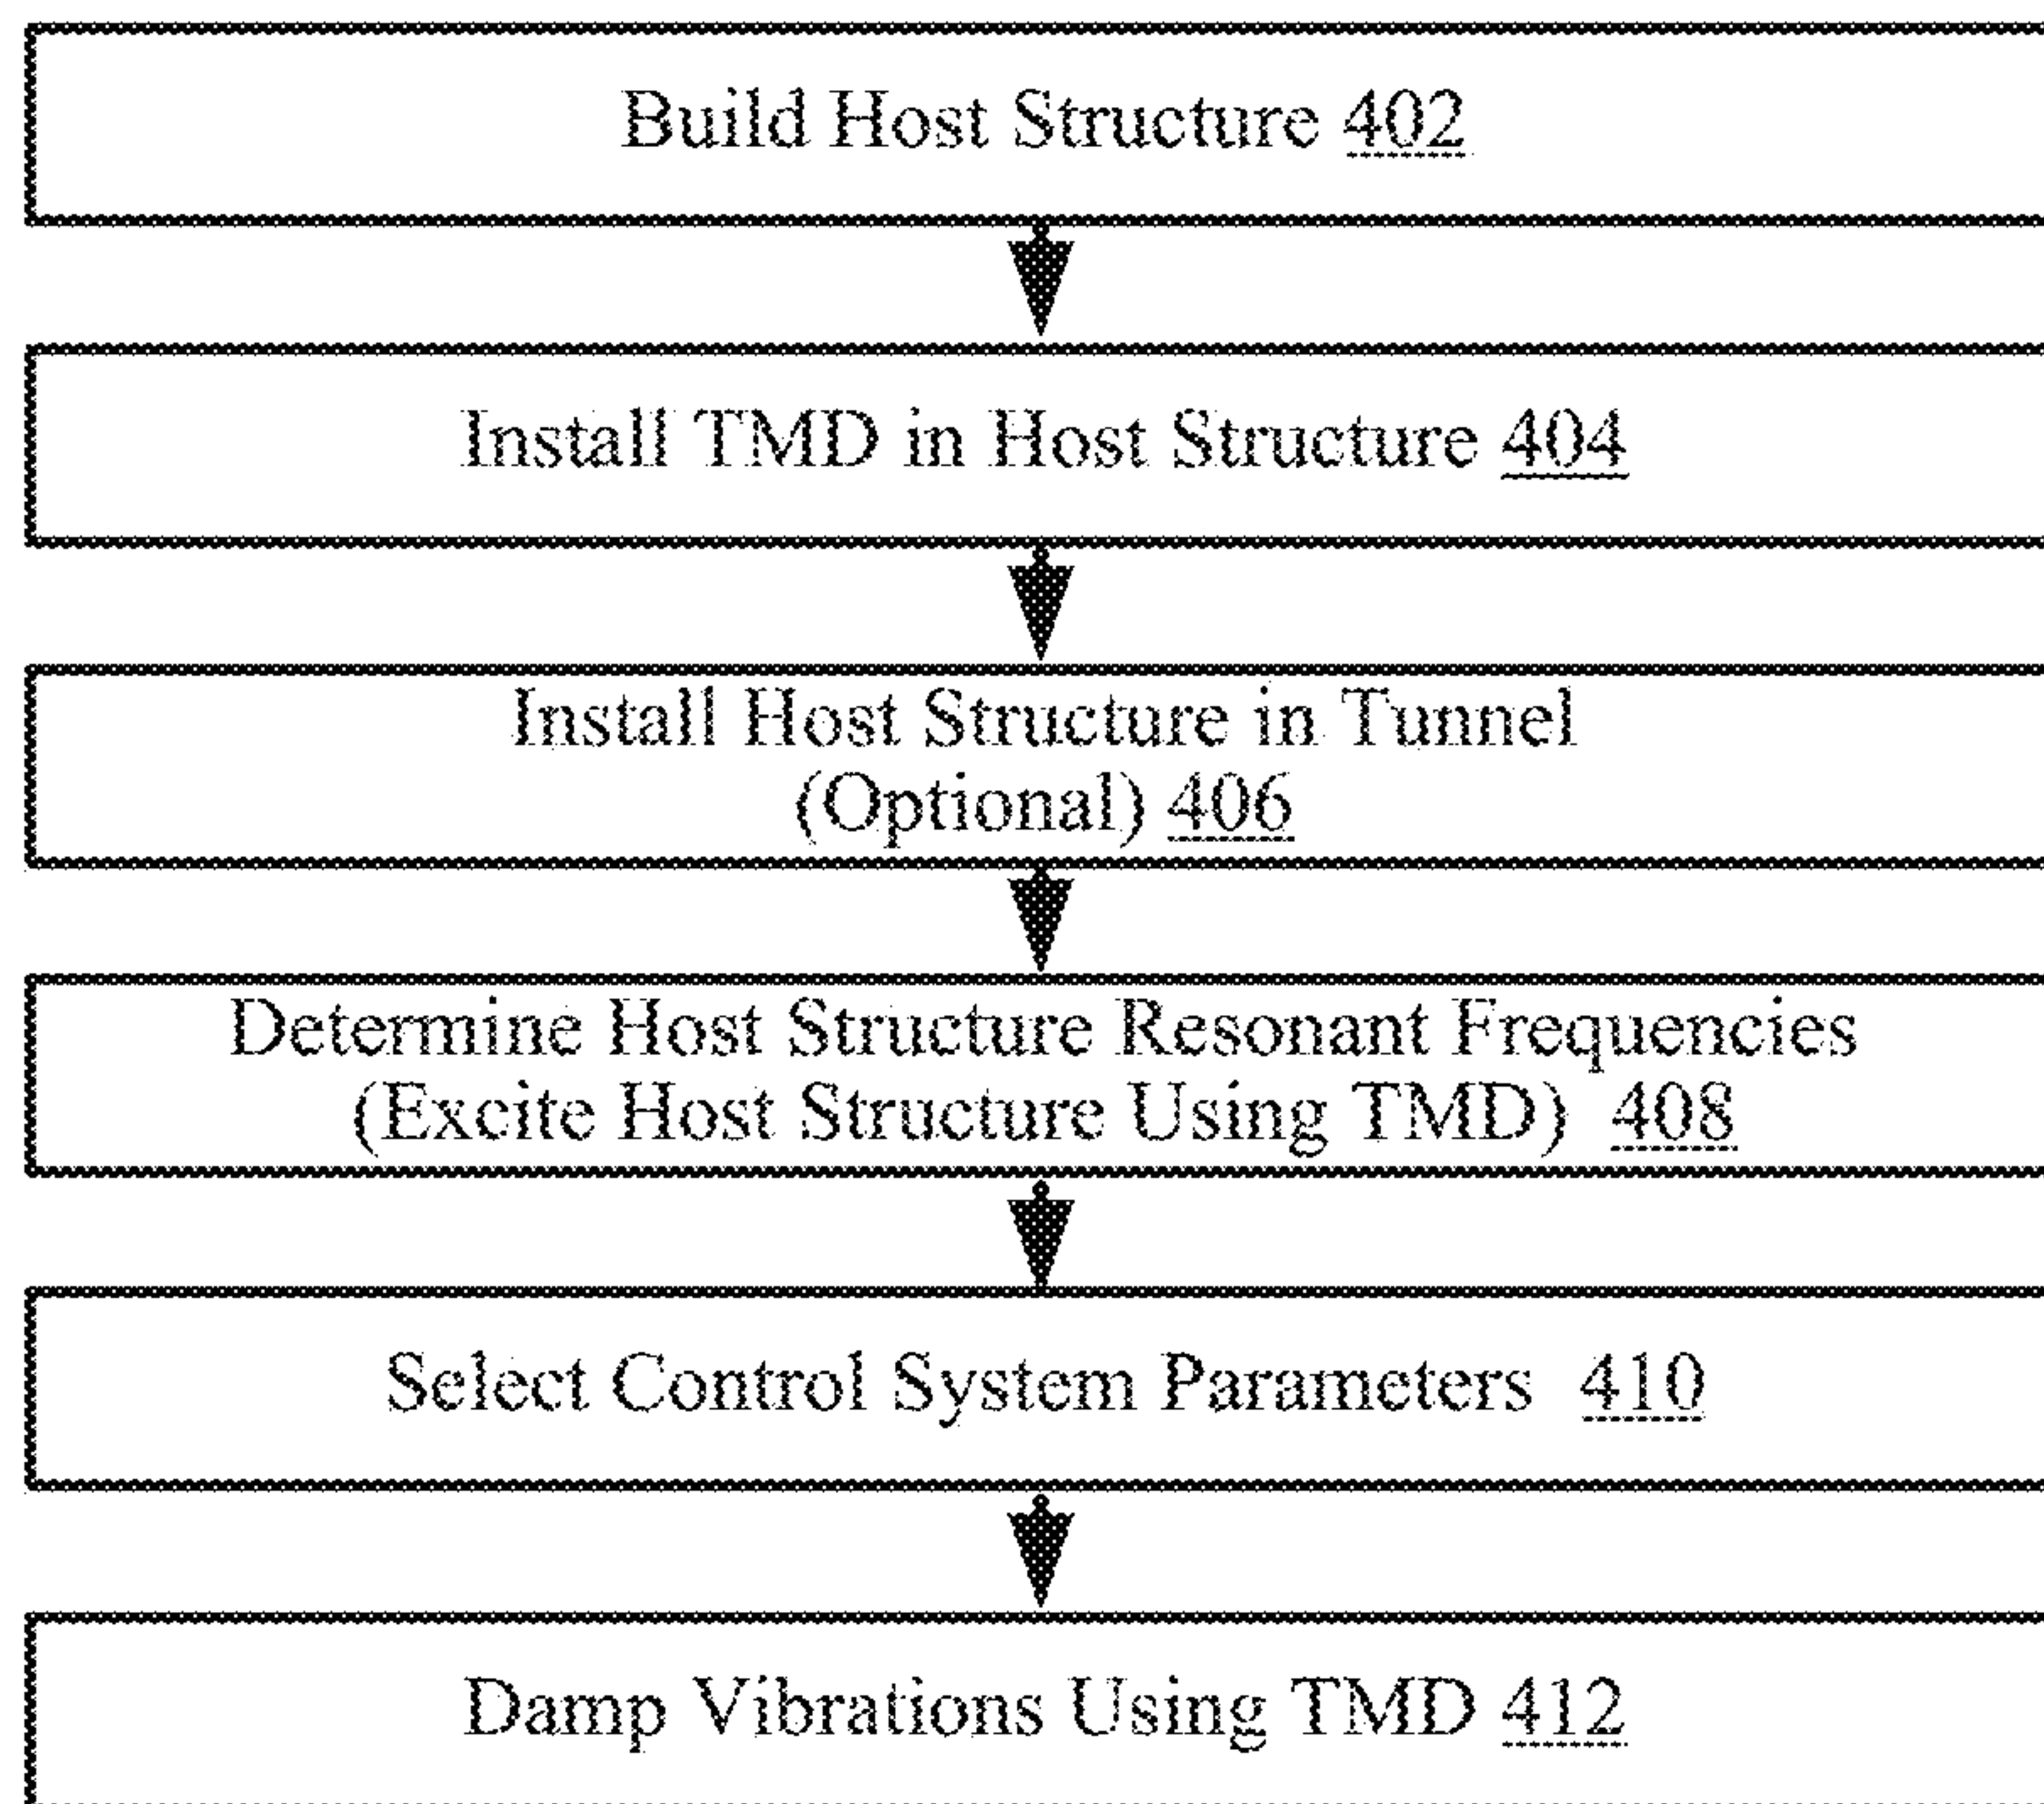 Build Host Structure 402
Install TMD in Host Structure 404
Install Host Structure in Tunnel
(Optional) 406
Determine Host Structure Resonant Frequencies
(Excite Host Structure Using TMD) 408
Select Control System Parameters 410
Damp Vibrations Using TMD 412